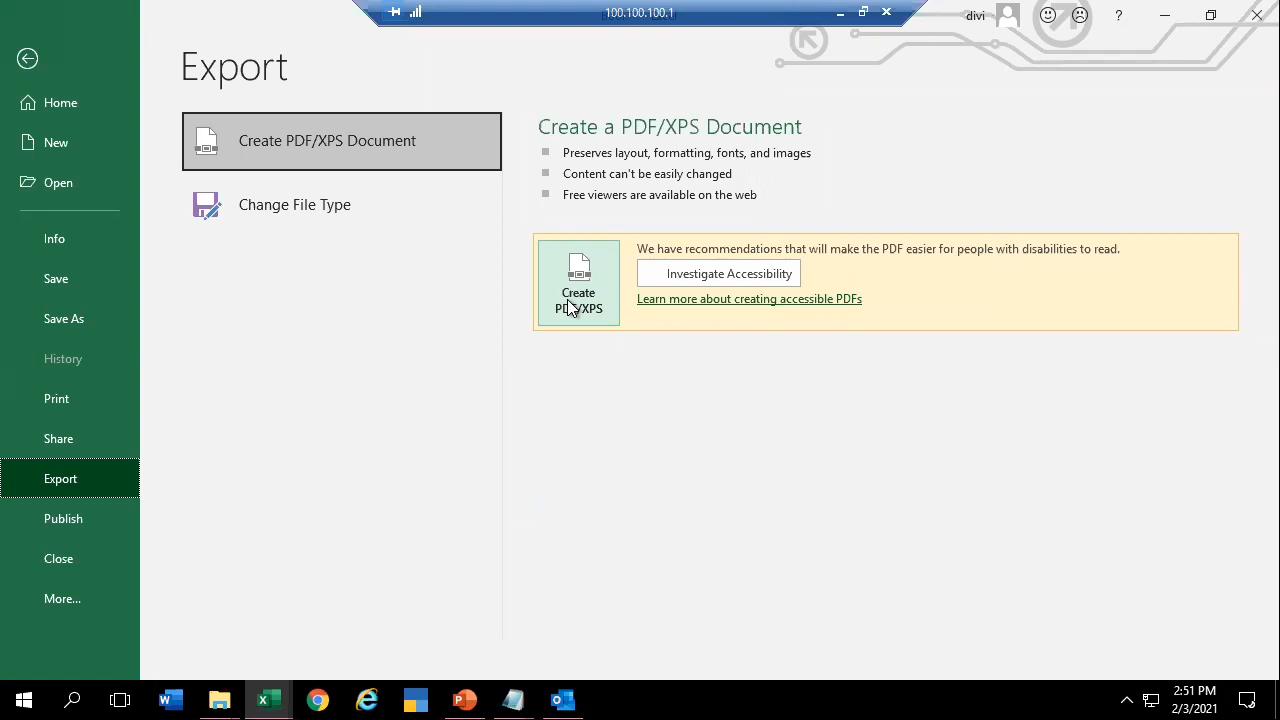 100.100.100.1
divi
?
Export
Home
New
Open
Info
Save
Save As
History
Print
Share
Export
Publish
Close
More...
Create PDF/XPS Document
Change File Type
Create a PDF/XPS Document
Preserves layout, formatting, fonts, and images
Content can't be easily changed
Free viewers are available on the web
Create
PDF/XPS
We have recommendations that will make the PDF easier for people with disabilities to read.
Investigate Accessibility
Learn more about creating accessible PDFs
2:51 PM
2/3/2021